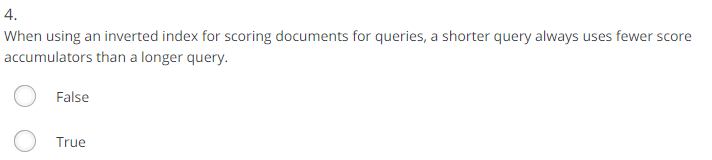 4.
When using an inverted index for scoring documents for queries, a shorter query always uses fewer score
accumulators than a longer query.
False
True